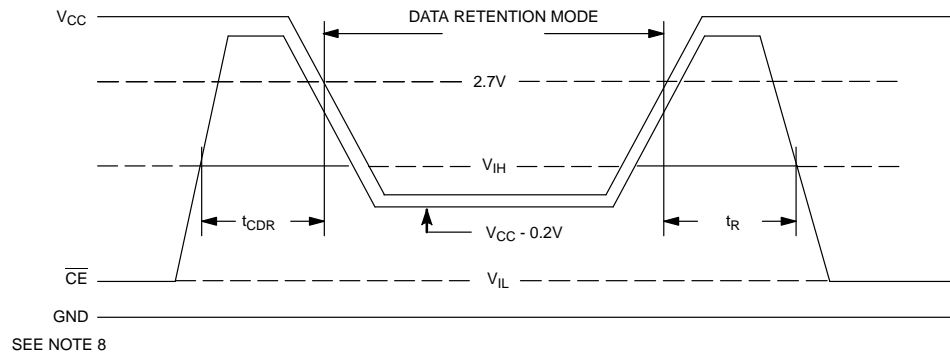 VCC
DATA RETENTION MODE
2.7V
VIH
tCDR
tR
VCC - 0.2V
CE
VIL
GND
SEE NOTE 8